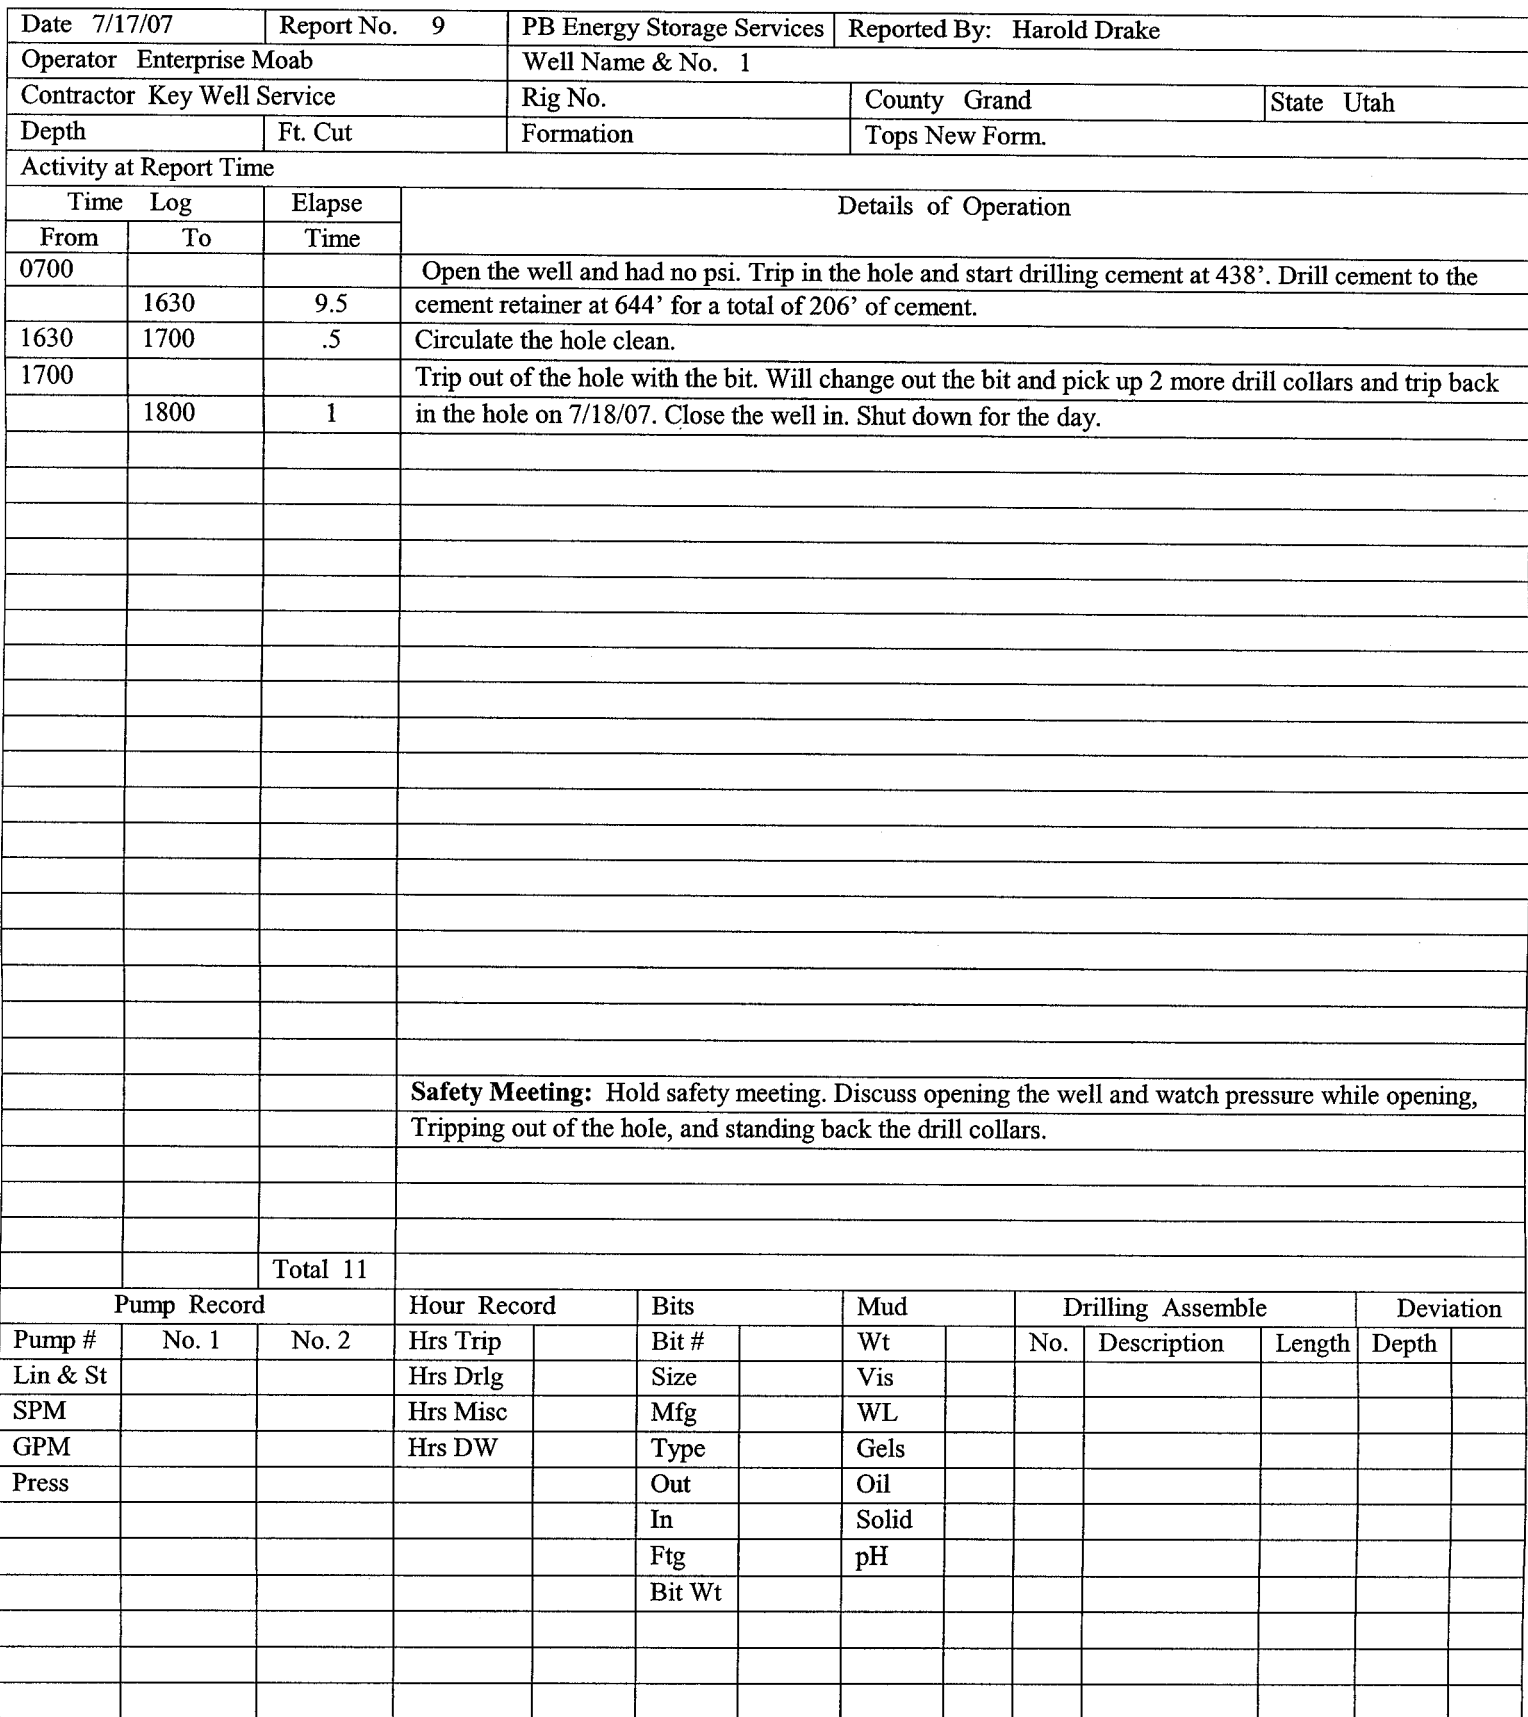 Date 7/17/07 Report No. 9 PB Energy Storage Services Reported By: Harold Drake
Operator Enterprise Moab Well Name & No. 1
Contractor Key Well Service Rig No. County Grand State Utah
Depth Ft. Cut Formation Tops New Form.
Activity at Report Time
Time Log Elapse Details of Operation
From To Time
0700 Open the well and had no psi. Trip in the hole and start drilling cement at 438’. Drill cement to the
1630 9.5 cement retainer at 644’ for a total of 206’ of cement.
1630 1700 .5 Circulate the hole clean.
1700 Trip out of the hole with the bit. Will change out the bit and pick up 2 more drill collars and trip back
1800 1 in the hole on 7/18/07. Close the well in. Shut down for the day.
Safety Meeting: Hold safety meeting. Discuss opening the well and watch pressure while opening,
Tripping out of the hole, and standing back the drill collars.
Total 11
Pump Record Hour Record Bits Mud Drilling Assemble Deviation
Pump # No. 1 No. 2 Hrs Trip Bit # Wt No. Description Length Depth
Lin & St Hrs Drlg Size Vis
SPM Hrs Misc Mfg WL
GPM Hrs DW Type Gels
Press Out Oil
In Solid
Ftg pH
Bit Wt